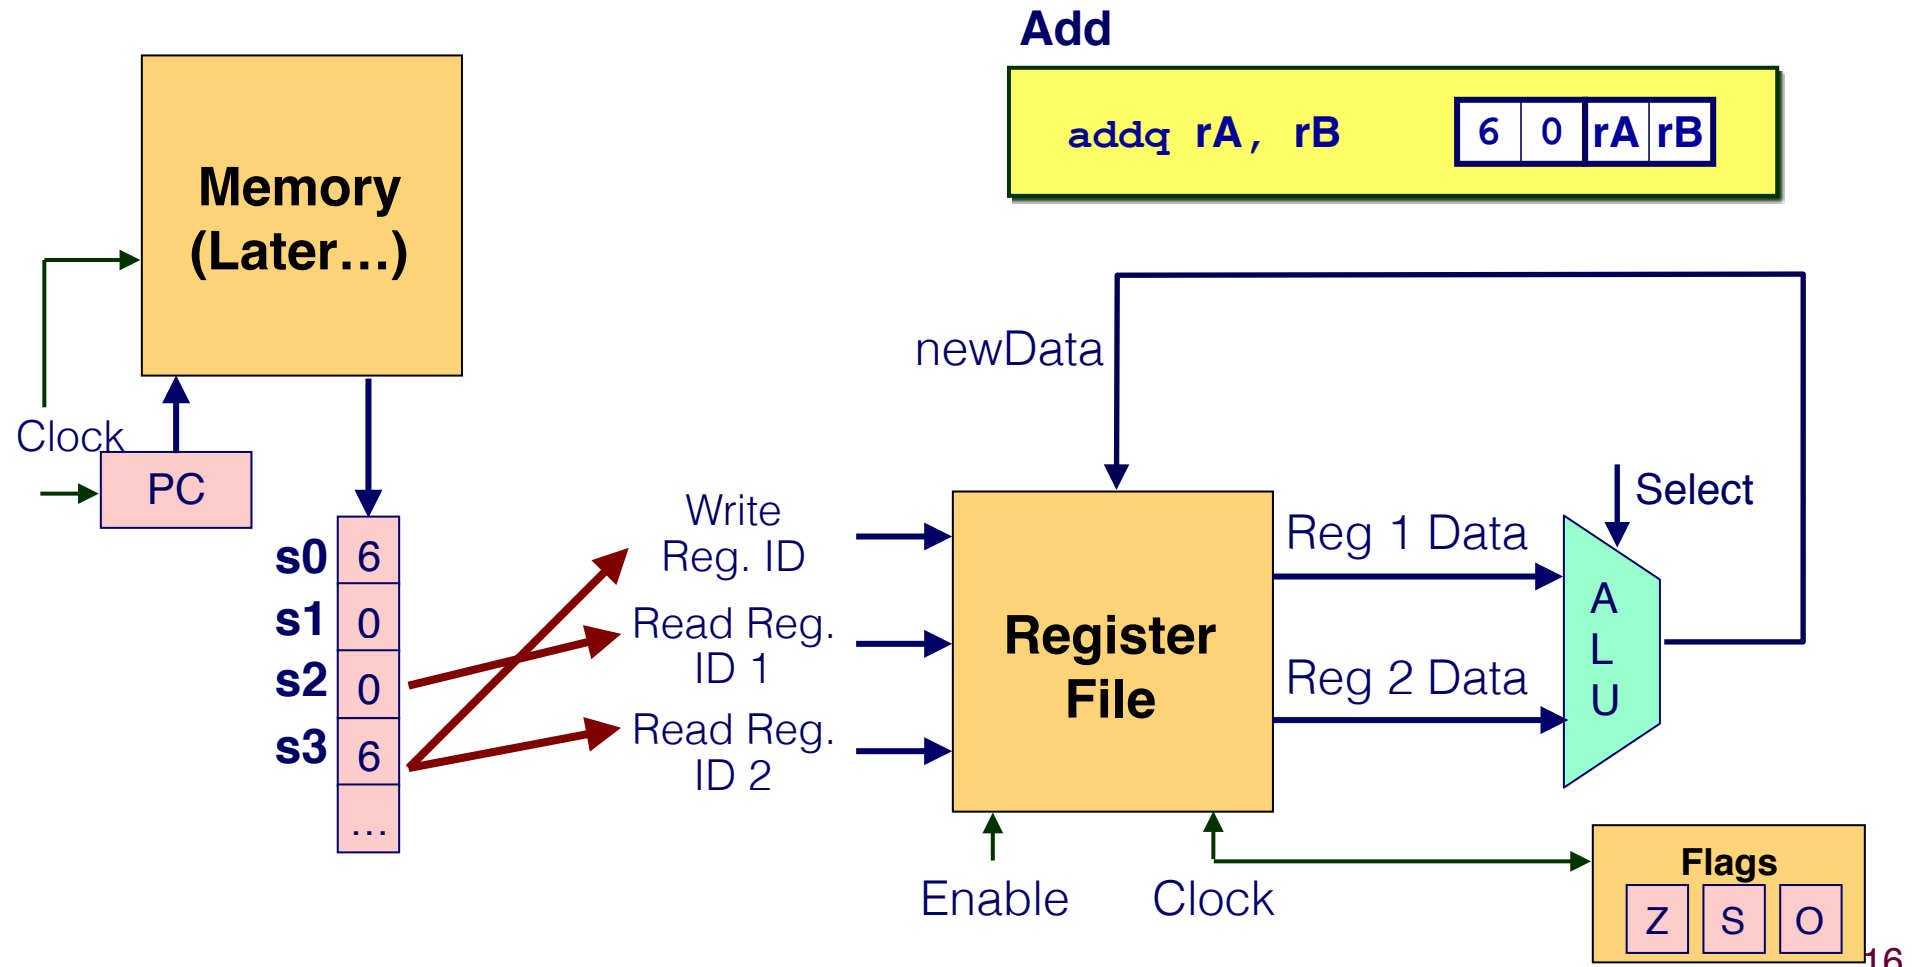 Add
addq rA, rB
6 0 rA rB
Memory
(Later...)
newData
Clock
PC
Select
s0 6
s1 0
s2 0
s3 6
...
Write
Reg. ID
Read Reg.
ID 1
Read Reg.
ID 2
Register
File
Reg 1 Data
Reg 2 Data
A
L
U
Enable
Clock
Flags
Z S O
16